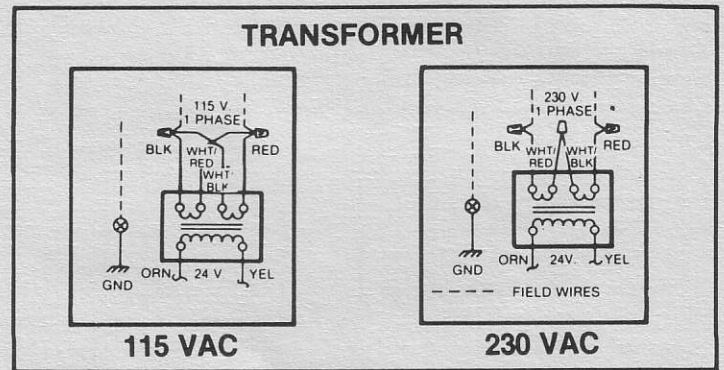 TRANSFORMER
115 V.
1 PHASE
BLK
WHT/
RED
WHT/
BLK
RED
GND
ORN
24 V
YEL
115 VAC
230 V
1 PHASE
BLK
WHT/
RED
WHT/
BLK
RED
GND
ORN
24V.
YEL
---- FIELD WIRES
230 VAC